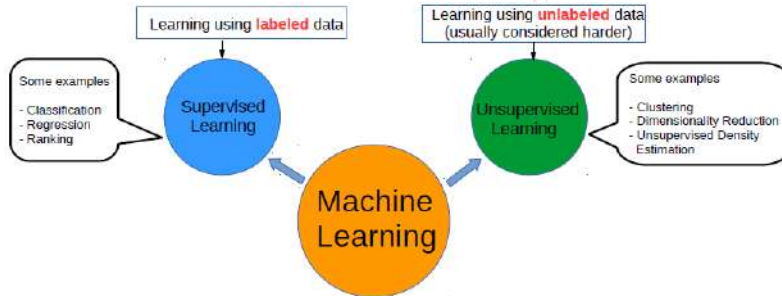 Learning using labeled data
Learning using unlabeled data
(usually considered harder)
Some examples
- Classification
- Regression
- Ranking
Supervised
Learning
Unsupervised
Learning
Some examples
- Clustering
- Dimensionality Reduction
- Unsupervised Density
Estimation
Machine
Learning